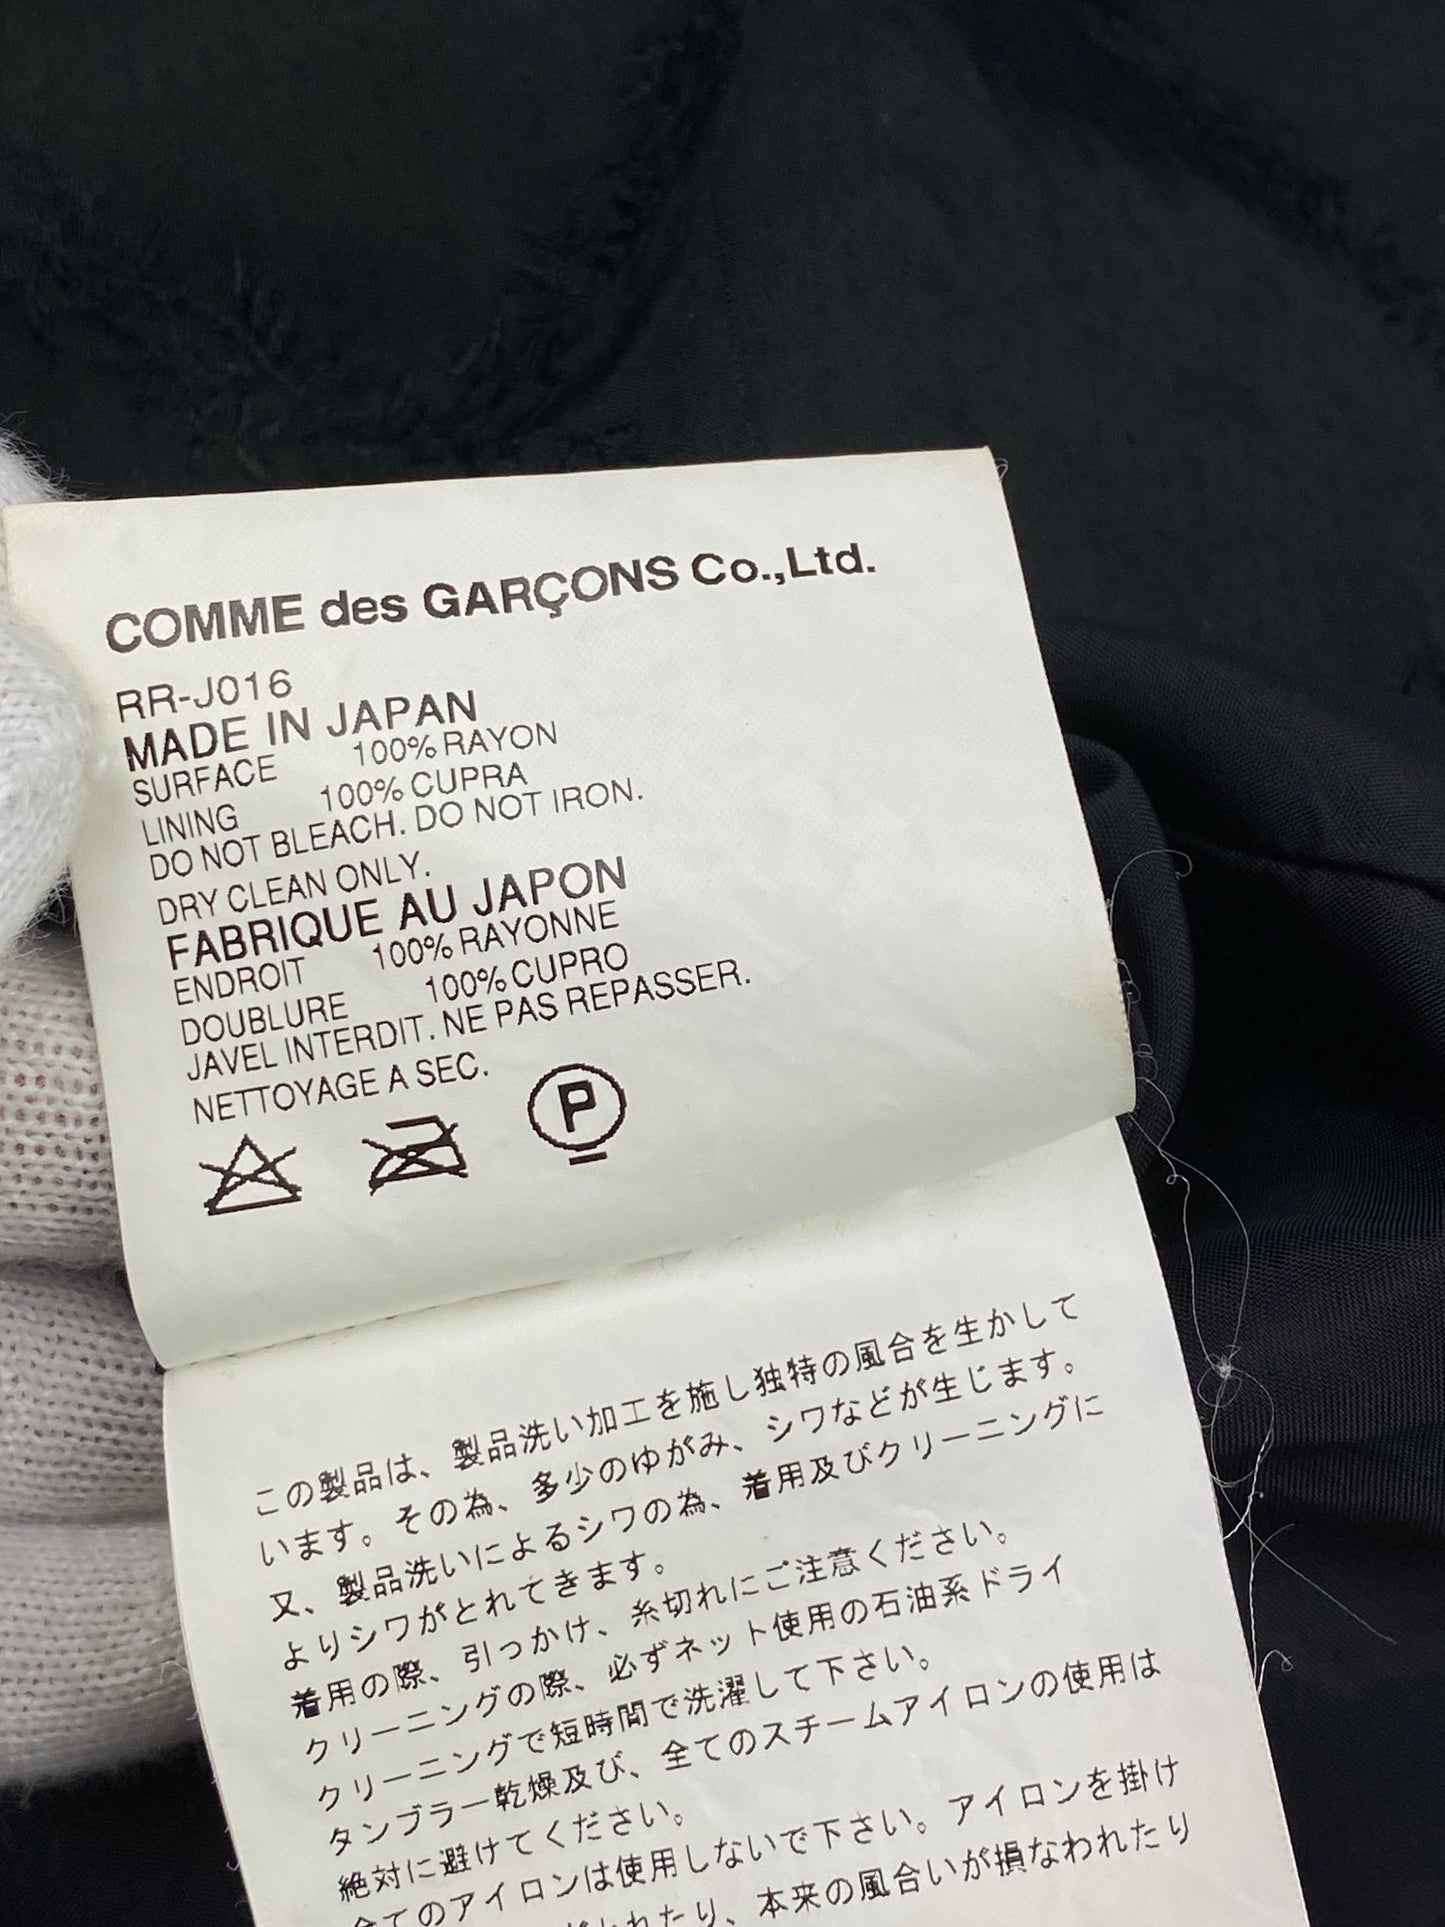 COMME des GARÇONS Co.,Ltd.
RR-J016
MADE IN JAPAN
SURFACE 100% RAYON
LINING 100% CUPRA
DO NOT BLEACH. DO NOT IRON.
DRY CLEAN ONLY.
FABRIQUE AU JAPON
ENDROIT 100% RAYONNE
DOUBLURE 100% CUPRO
JAVEL INTERDIT. NE PAS REPASSER.
NETTOYAGE A SEC.
P
この製品は、製品洗い加工を施し独特の風合を生かして
います。その為、多少のゆがみ、シワなどが生じます。
又、製品洗いによるシワの為、着用及びクリーニングに
よりシワがとれてきます。
着用の際、引っかけ、糸切れにご注意ください。
クリーニングの際、必ずネット使用の石油系ドライ
クリーニングで短時間で洗濯して下さい。
タンブラー乾燥及び、全てのスチームアイロンの使用は
絶対に避けてください。
全てのアイロンは使用しないで下さい。アイロンを掛け
とれたり、本来の風合いが損なわれたり